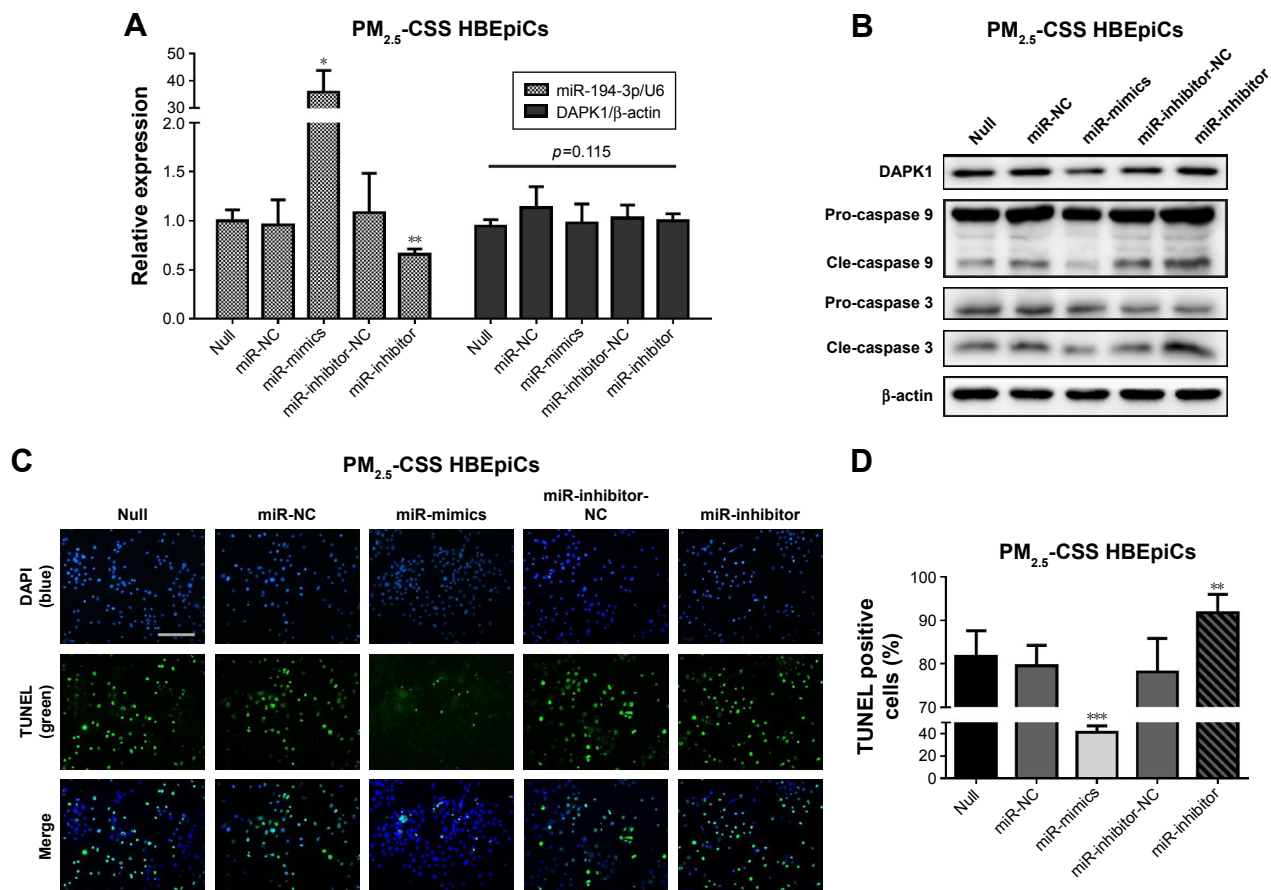 A
PM2.5-CSS HBEpiCs
Relative expression
50
40
30
20
10
2.0
1.5
1.0
0.5
0.0
*
**
miR-194-3p/U6
DAPK1/β-actin
p=0.115
Null
miR-NC
miR-mimics
miR-inhibitor-NC
miR-inhibitor
Null
miR-NC
miR-mimics
miR-inhibitor-NC
miR-inhibitor
B
PM2.5-CSS HBEpiCs
Null
miR-NC
miR-mimics
miR-inhibitor-NC
miR-inhibitor
DAPK1
Pro-caspase 9
Cle-caspase 9
Pro-caspase 3
Cle-caspase 3
β-actin
C
PM2.5-CSS HBEpiCs
Null
miR-NC
miR-mimics
miR-inhibitor-
NC
miR-inhibitor
DAPI
(blue)
TUNEL
(green)
Merge
D
PM2.5-CSS HBEpiCs
TUNEL positive
cells (%)
100
90
80
70
60
40
20
0
***
**
Null
miR-NC
miR-mimics
miR-inhibitor-NC
miR-inhibitor